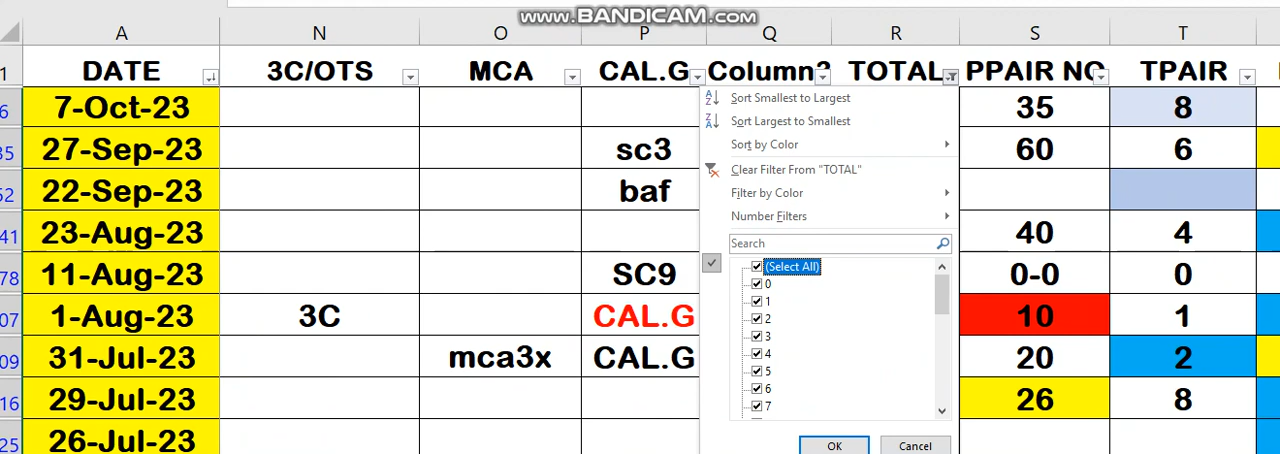 www.BANDICAM.com
A N O P Q R S T
1 DATE 3C/OTS MCA CAL.G Column? TOTAL PPAIR NO TPAIR
6 7-Oct-23 35 8
35 27-Sep-23 sc3 60 6
52 22-Sep-23 baf
41 23-Aug-23 40 4
78 11-Aug-23 SC9 0-0 0
07 1-Aug-23 3C CAL.G 10 1
09 31-Jul-23 mca3x CAL.G 20 2
16 29-Jul-23 26 8
25 26-Jul-23
Sort Smallest to Largest
Sort Largest to Smallest
Sort by Color
Clear Filter From "TOTAL"
Filter by Color
Number Filters
Search
(Select All)
0
1
2
3
4
5
6
7
OK Cancel